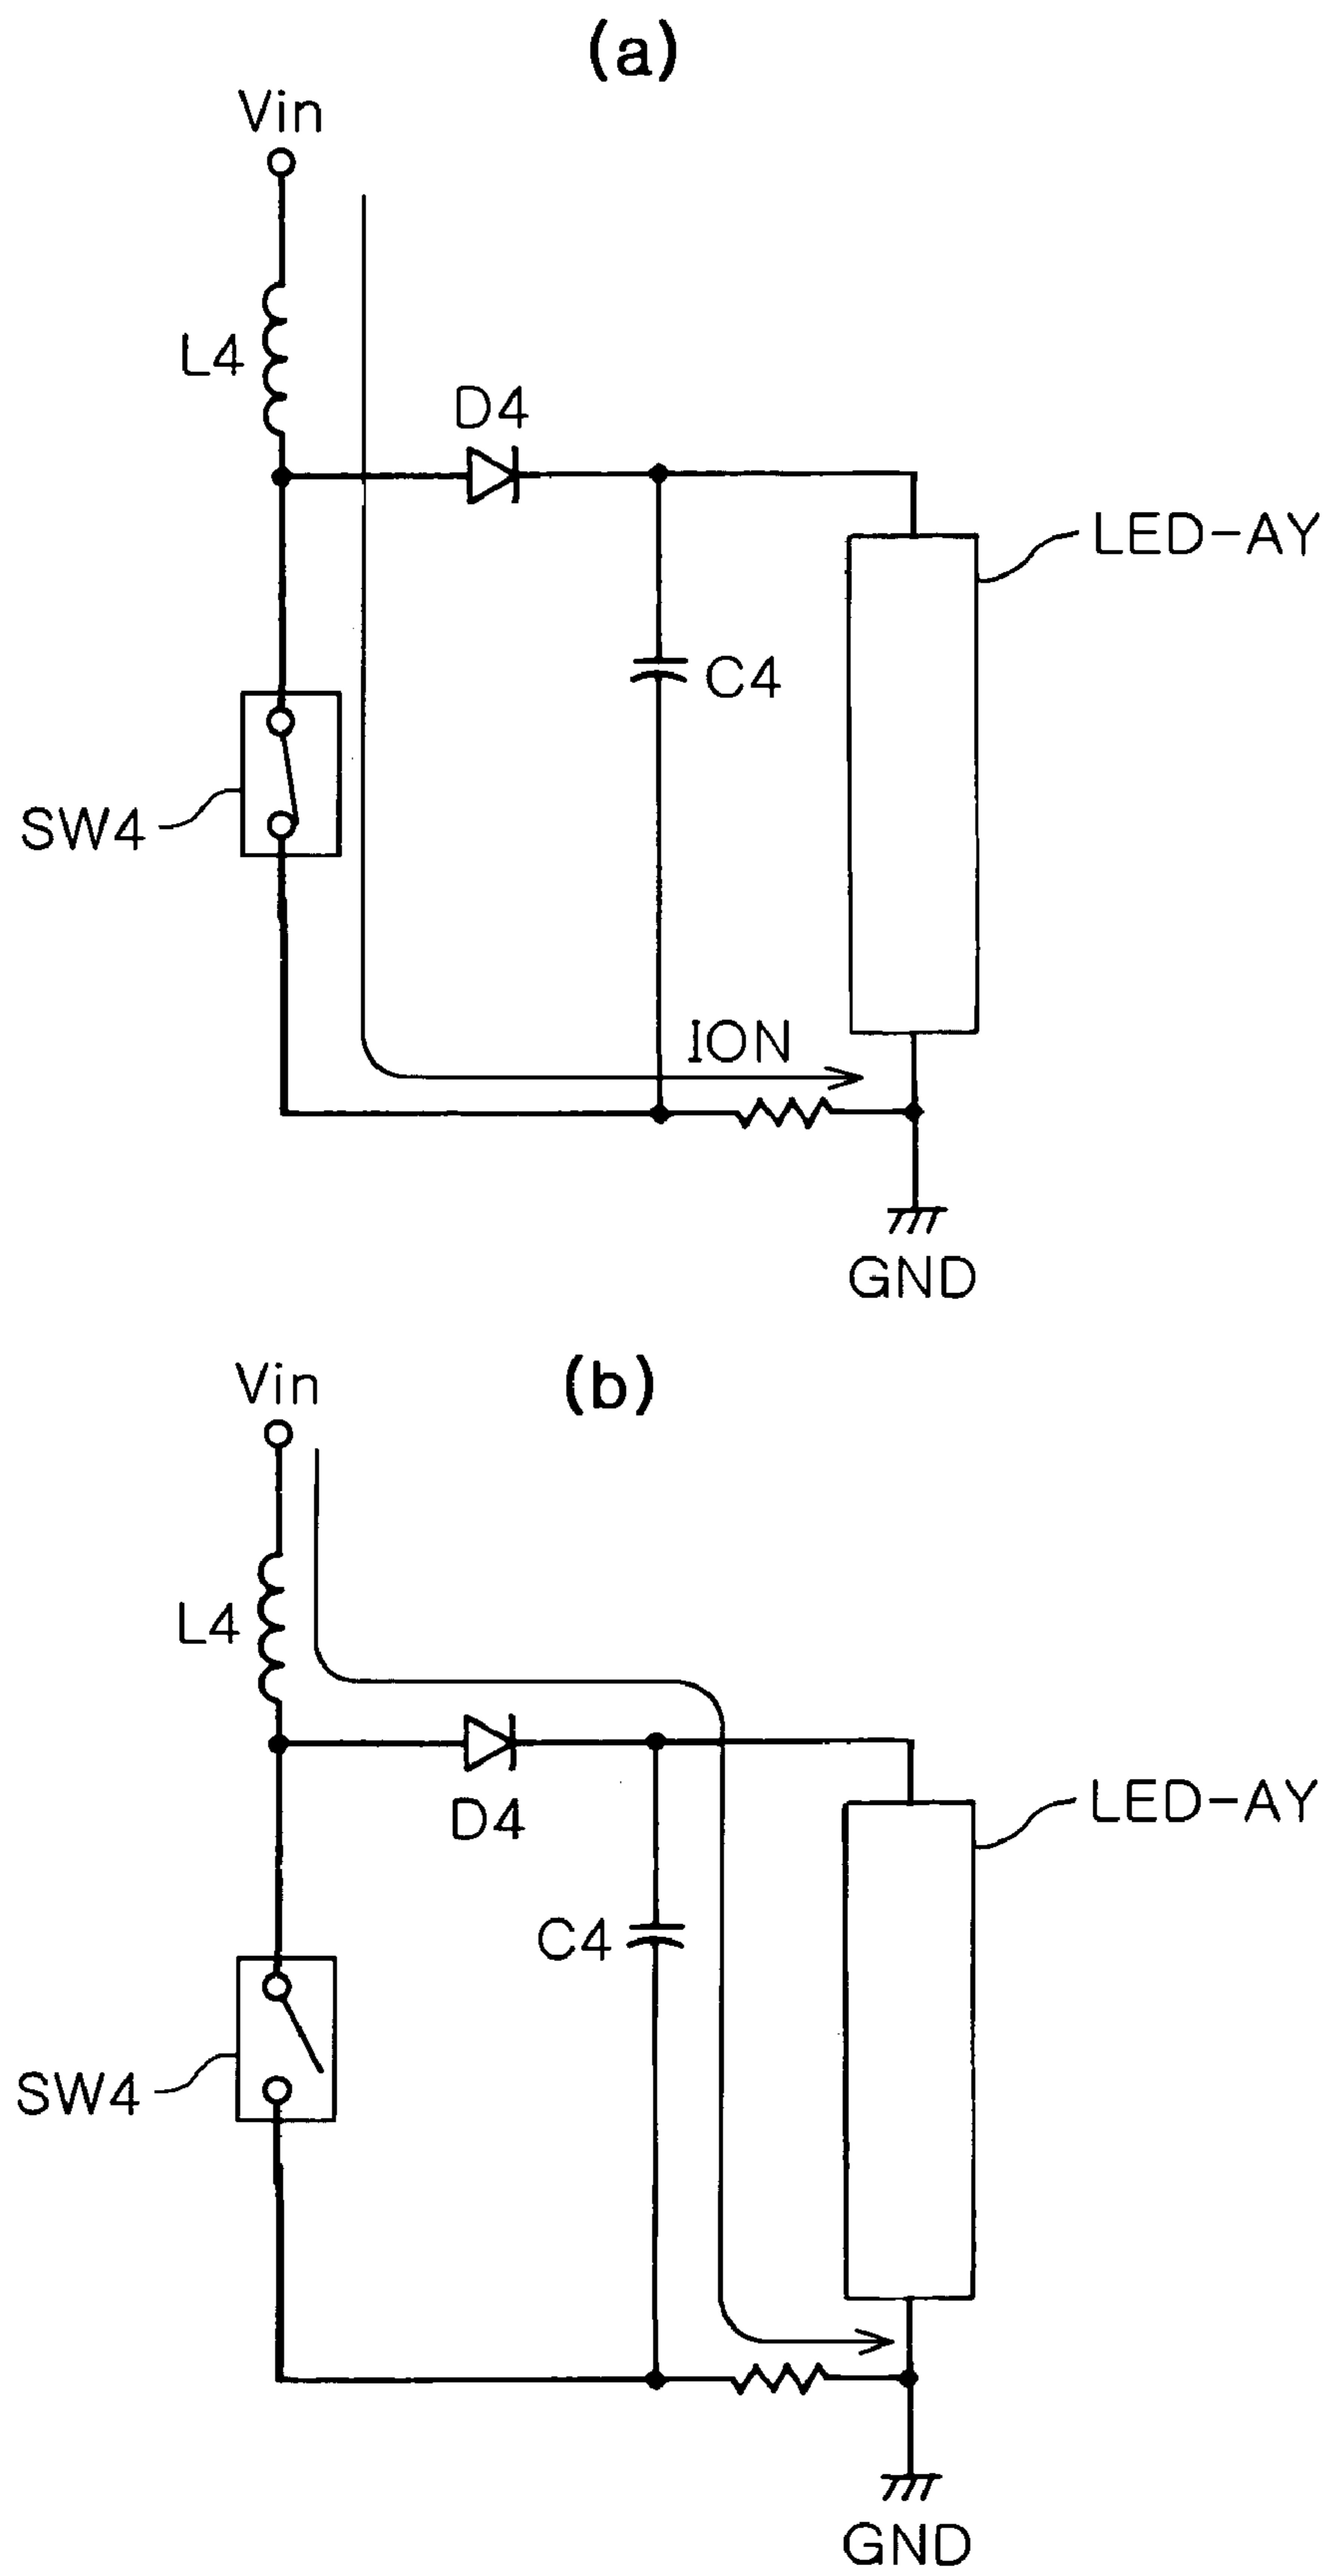 (a)
Vin
L4
D4
LED-AY
C4
SW4
ION
GND
(b)
Vin
L4
D4
LED-AY
C4
SW4
GND